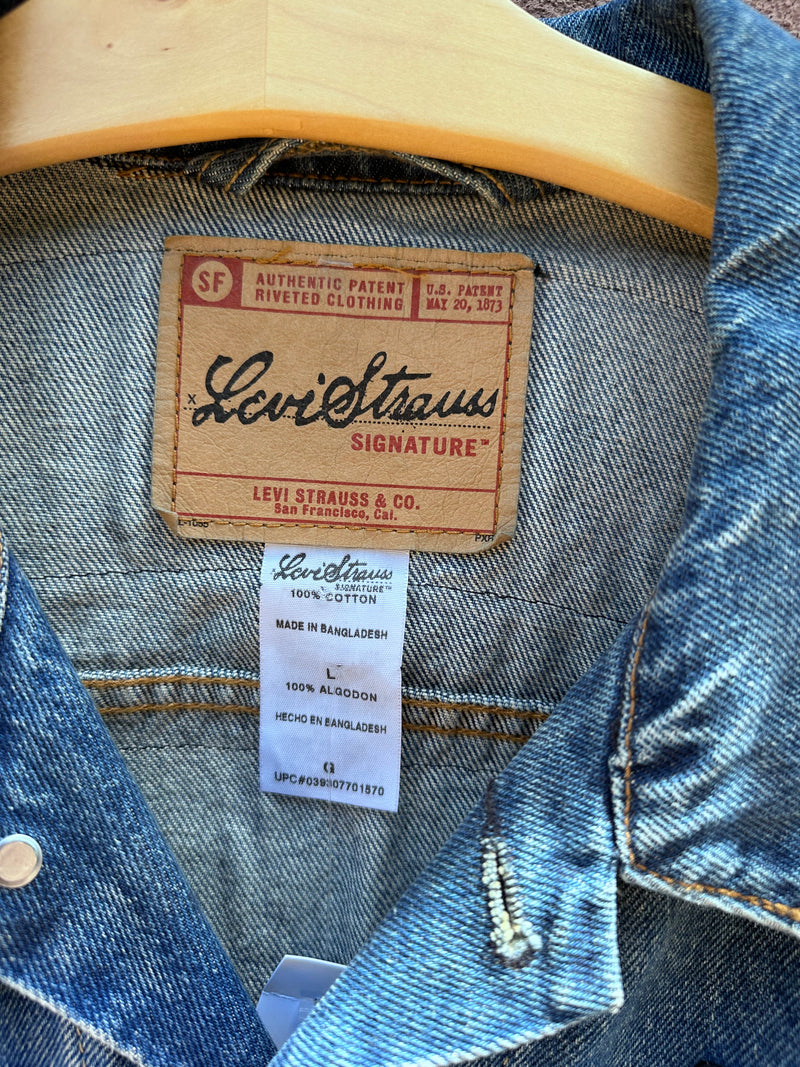 SF
AUTHENTIC PATENT
RIVETED CLOTHING
U.S. PATENT
MAY 20, 1873
X
Levi Strauss
SIGNATURE™
LEVI STRAUSS & CO.
San Francisco, Cal.
Levi Strauss
SIGNATURE™
100% COTTON
MADE IN BANGLADESH
L
100% ALGODON
HECHO EN BANGLADESH
G
UPC#039307701570